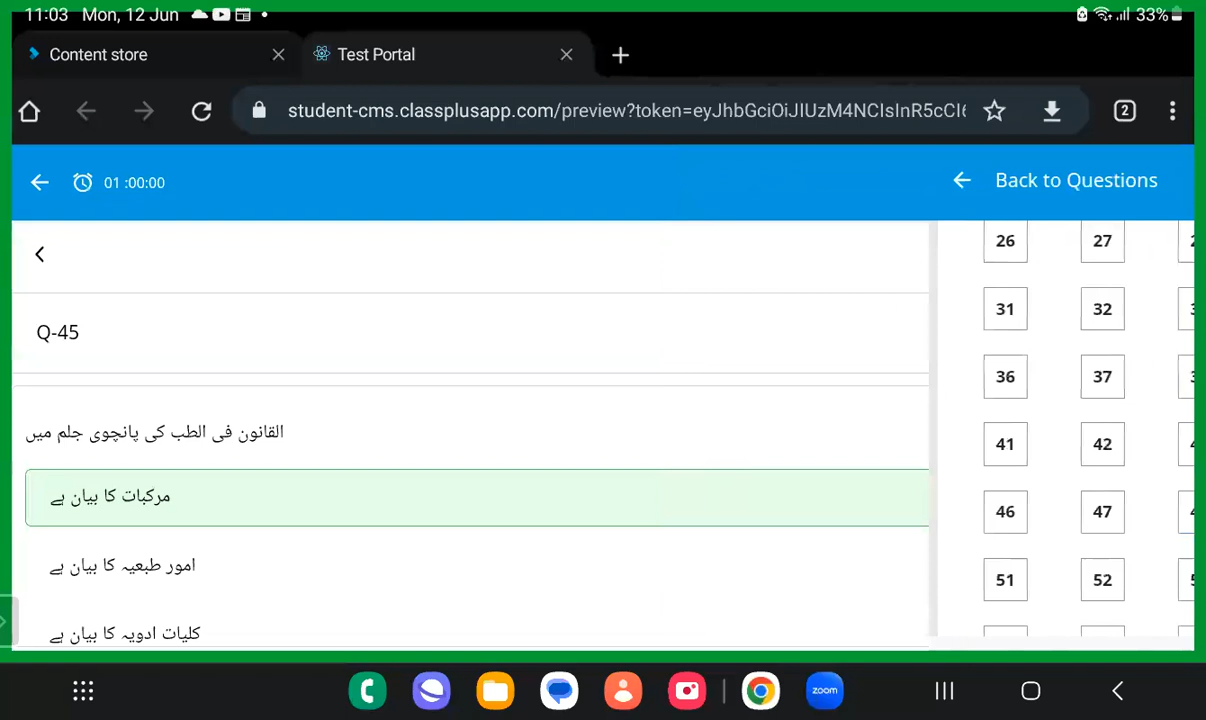 11:03 Mon, 12 Jun 33%
Content store Test Portal
student-cms.classplusapp.com/preview?token=eyJhbGciOiJIUzM4NCIsInR5cCI6 2
01 :00:00 Back to Questions
26 27
Q-45
31 32
36 37
القانون فی الطب کی پانچوی جلم میں
41 42
مرکبات کا بیان ہے
46 47
امور طبعیہ کا بیان ہے
51 52
کلیات ادویہ کا بیان ہے
zoom